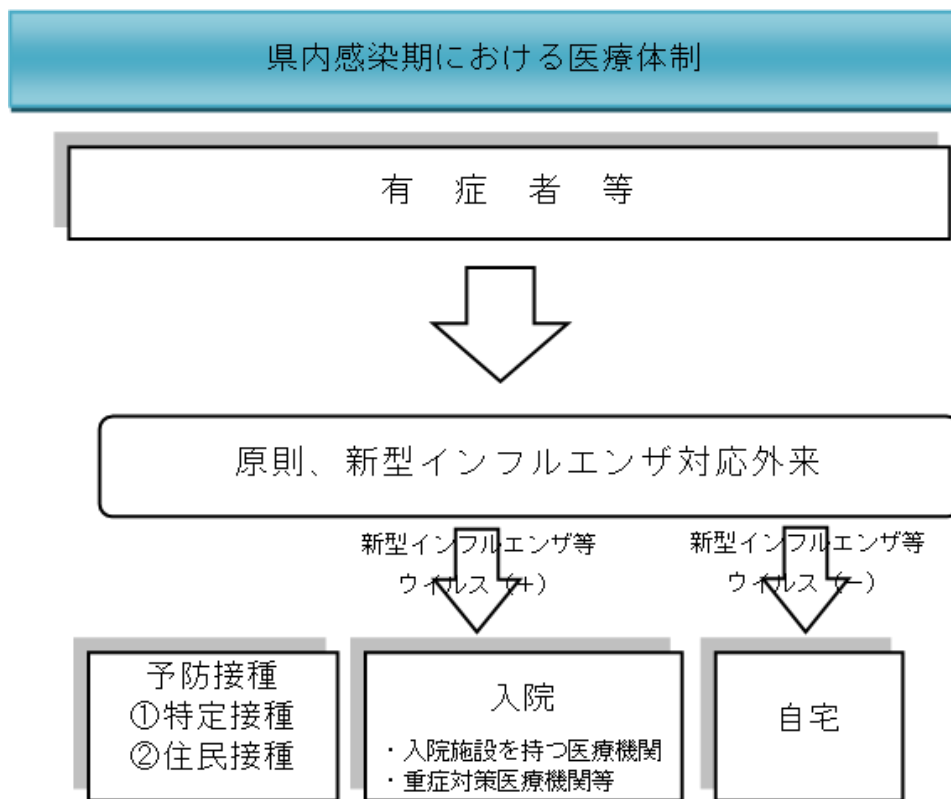 県内感染期における医療体制
有症者等
原則、新型インフルエンザ対応外来
新型インフルエンザ等
ウイルス（+）
新型インフルエンザ等
ウイルス（−）
予防接種
①特定接種
②住民接種
入院
・入院施設を持つ医療機関
・重症対策医療機関等
自宅